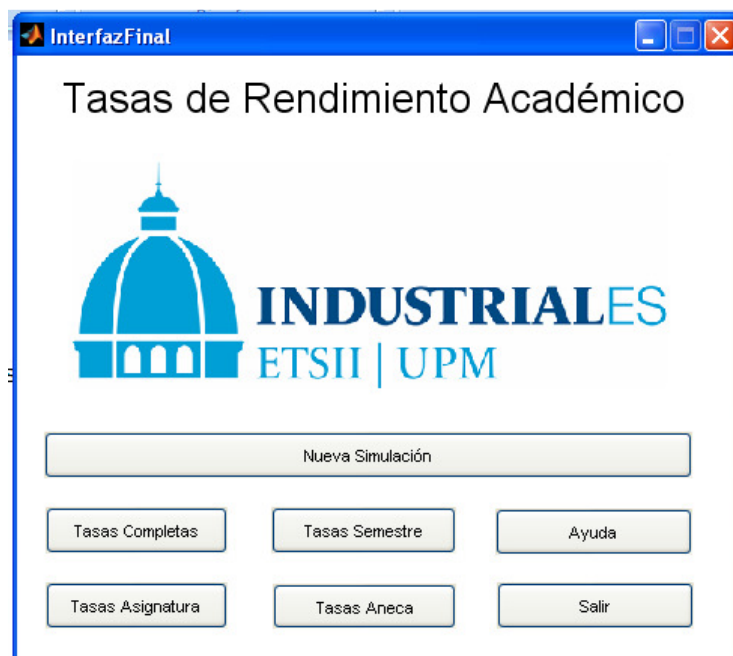 InterfazFinal
Tasas de Rendimiento Académico
INDUSTRIALES
ETSII | UPM
Nueva Simulación
Tasas Completas
Tasas Semestre
Ayuda
Tasas Asignatura
Tasas Aneca
Salir